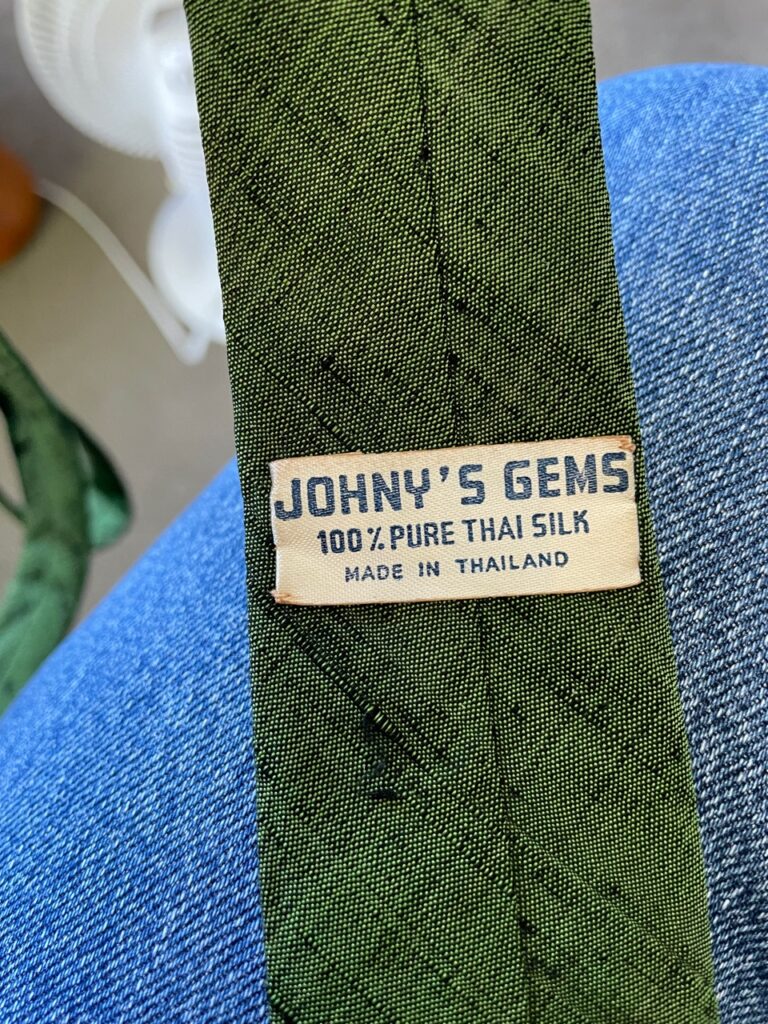 JOHNY'S GEMS
100% PURE THAI SILK
MADE IN THAILAND